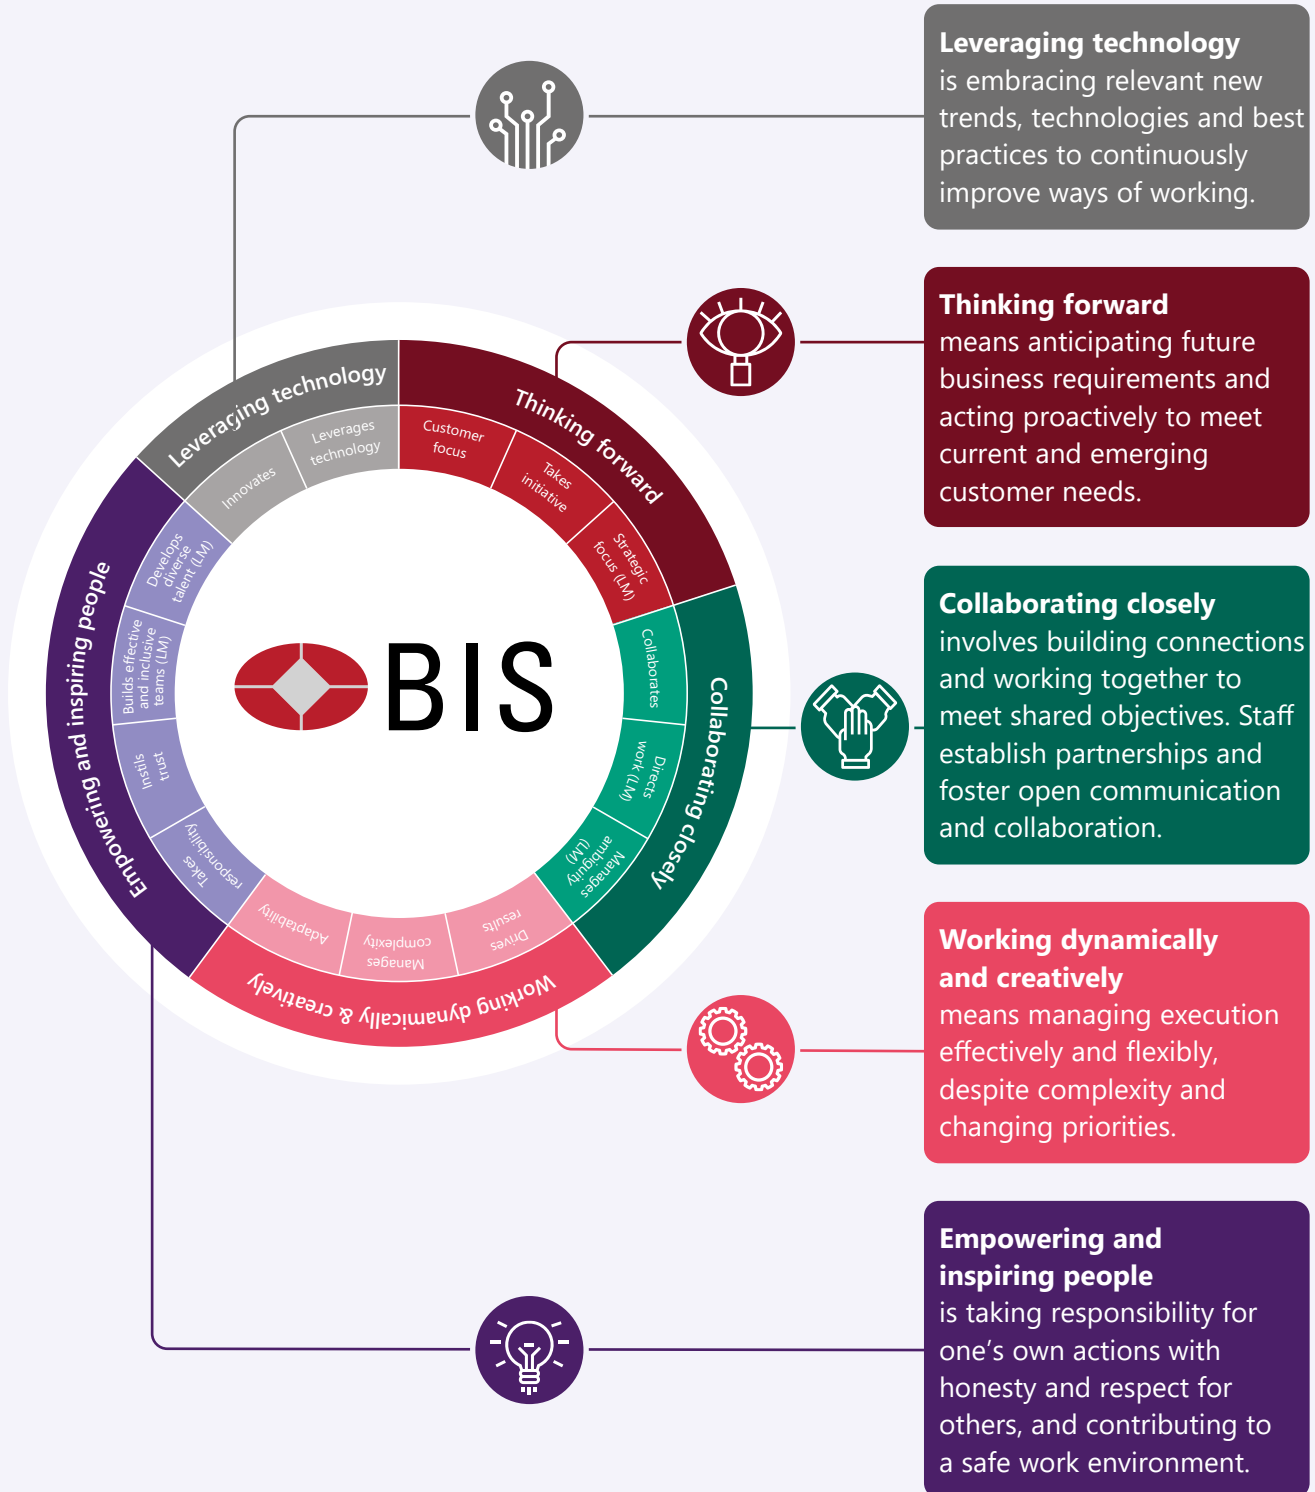 Leveraging technology
is embracing relevant new
trends, technologies and best
practices to continuously
improve ways of working.
Thinking forward
means anticipating future
business requirements and
acting proactively to meet
current and emerging
customer needs.
Collaborating closely
involves building connections
and working together to
meet shared objectives. Staff
establish partnerships and
foster open communication
and collaboration.
Working dynamically
and creatively
means managing execution
effectively and flexibly,
despite complexity and
changing priorities.
Empowering and
inspiring people
is taking responsibility for
one’s own actions with
honesty and respect for
others, and contributing to
a safe work environment.
Leveraging technology
Innovates
Leverages
technology
Thinking forward
Customer
focus
Takes
initiative
Strategic
focus (LM)
Collaborating closely
Collaborates
Directs
work (LM)
Manages
ambiguity
(LM)
Working dynamically & creatively
Drives
results
Manages
complexity
Adaptability
Empowering and inspiring people
Takes
responsibility
Instils
trust
Builds effective
and inclusive
teams (LM)
Develops
diverse
talent (LM)
BIS